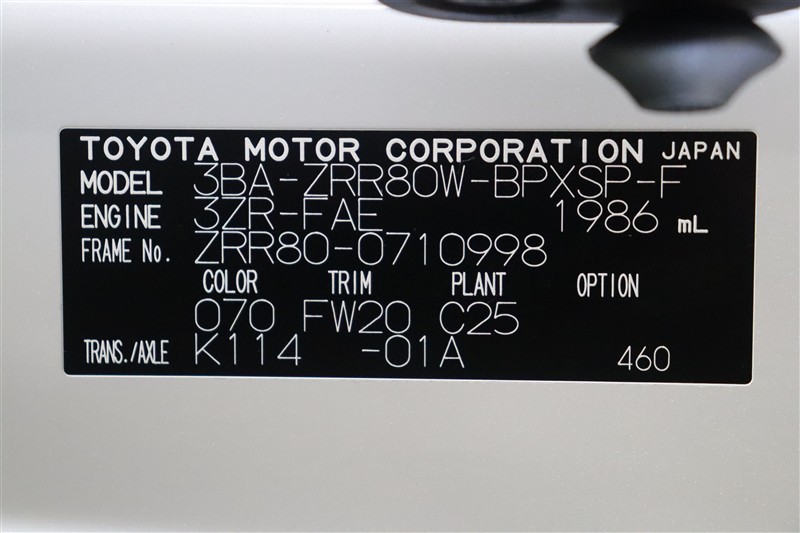 TOYOTA MOTOR CORPORATION JAPAN
MODEL 3BA-ZRR80W-BPXSP-F
ENGINE 3ZR-FAE 1986 mL
FRAME No. ZRR80-0710998
COLOR TRIM PLANT OPTION
070 FW20 C25
TRANS./AXLE K114 -01A 460